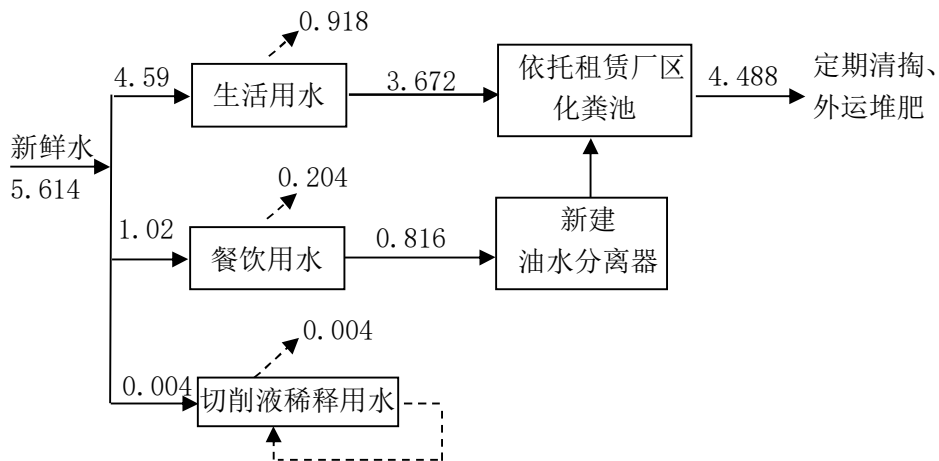 0.918
4.59
生活用水
3.672
依托租赁厂区
化粪池
4.488
定期清掏、
外运堆肥
新鲜水
5.614
0.204
1.02
餐饮用水
0.816
新建
油水分离器
0.004
0.004
切削液稀释用水